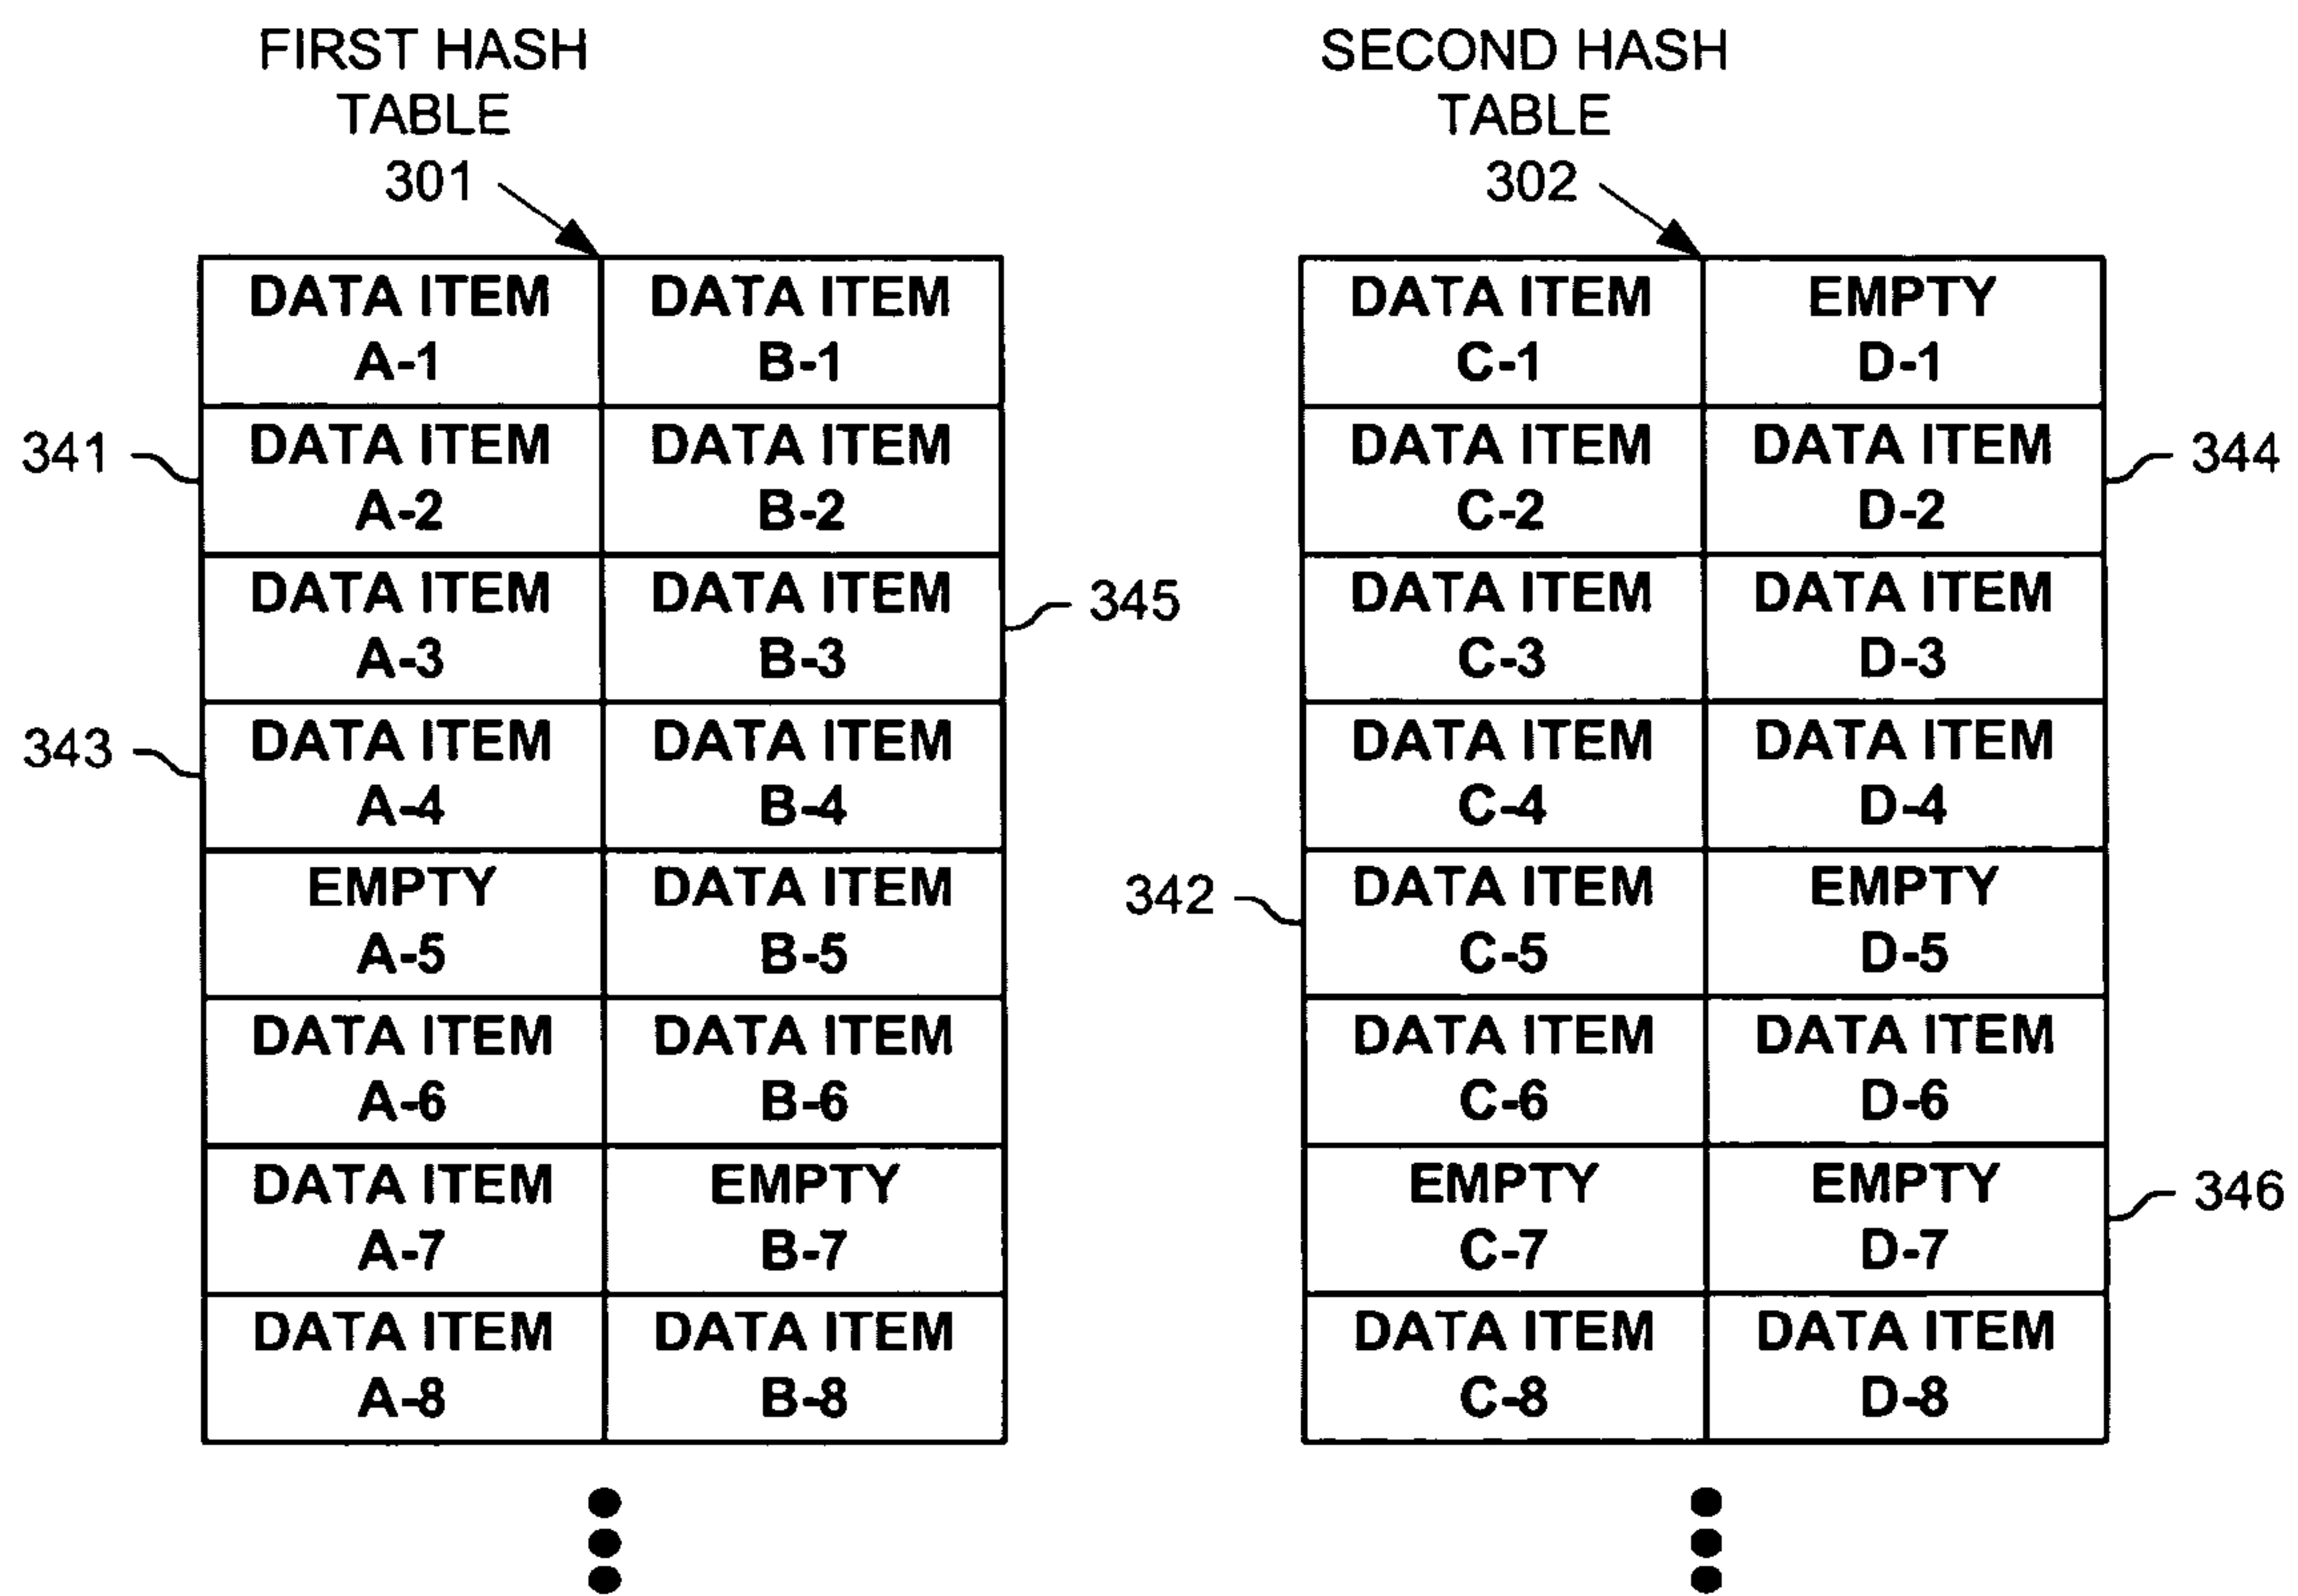 FIRST HASH
TABLE
301
SECOND HASH
TABLE
302
DATA ITEM
A-1
DATA ITEM
B-1
341
DATA ITEM
A-2
DATA ITEM
B-2
DATA ITEM
A-3
DATA ITEM
B-3
345
343
DATA ITEM
A-4
DATA ITEM
B-4
EMPTY
A-5
DATA ITEM
B-5
DATA ITEM
A-6
DATA ITEM
B-6
DATA ITEM
A-7
EMPTY
B-7
DATA ITEM
A-8
DATA ITEM
B-8
DATA ITEM
C-1
EMPTY
D-1
DATA ITEM
C-2
DATA ITEM
D-2
344
DATA ITEM
C-3
DATA ITEM
D-3
DATA ITEM
C-4
DATA ITEM
D-4
342
DATA ITEM
C-5
EMPTY
D-5
DATA ITEM
C-6
DATA ITEM
D-6
EMPTY
C-7
EMPTY
D-7
346
DATA ITEM
C-8
DATA ITEM
D-8